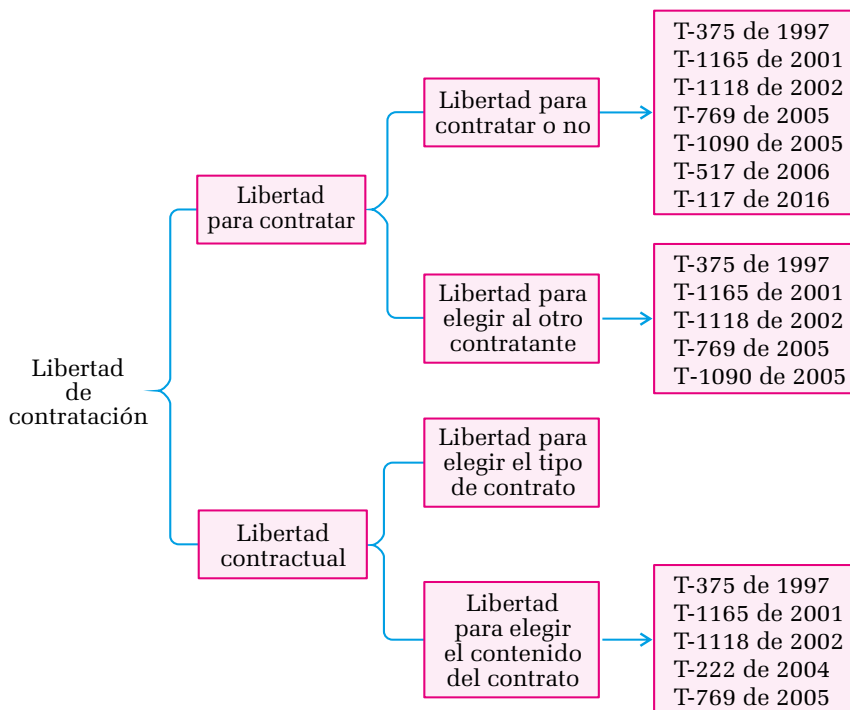 Libertad
de
contratación
Libertad
para contratar
Libertad para
contratar o no
T-375 de 1997
T-1165 de 2001
T-1118 de 2002
T-769 de 2005
T-1090 de 2005
T-517 de 2006
T-117 de 2016
Libertad para
elegir al otro
contratante
T-375 de 1997
T-1165 de 2001
T-1118 de 2002
T-769 de 2005
T-1090 de 2005
Libertad
contractual
Libertad para
elegir el tipo
de contrato
Libertad
para elegir
el contenido
del contrato
T-375 de 1997
T-1165 de 2001
T-1118 de 2002
T-222 de 2004
T-769 de 2005